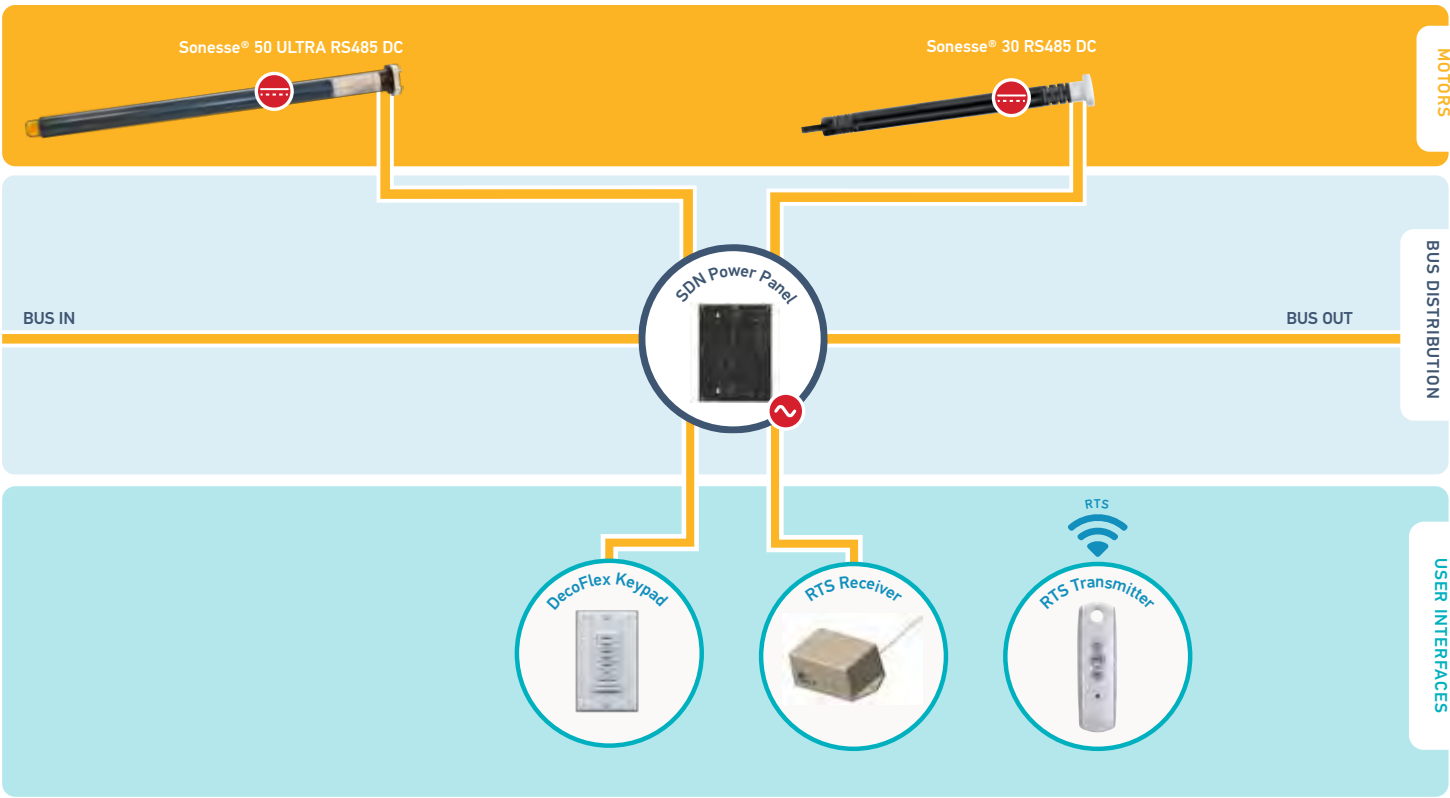 Sonesse® 50 ULTRA RS485 DC
Sonesse® 30 RS485 DC
MOTORS
SDN Power Panel
BUS IN
BUS OUT
BUS DISTRIBUTION
RTS
DecoFlex Keypad
RTS Receiver
RTS Transmitter
USER INTERFACES